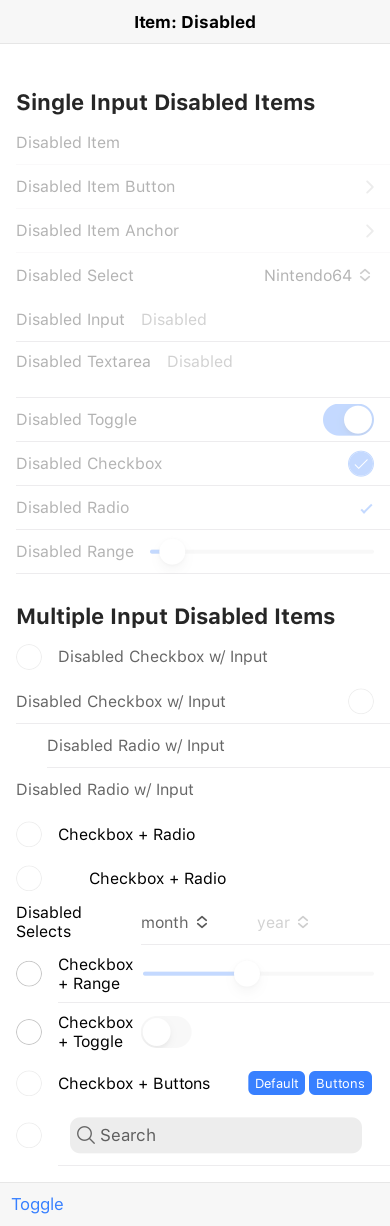 Item: Disabled
Single Input Disabled Items
Disabled Item
Disabled Item Button
Disabled Item Anchor
Disabled Select Nintendo64
Disabled Input Disabled
Disabled Textarea Disabled
Disabled Toggle
Disabled Checkbox
Disabled Radio
Disabled Range
Multiple Input Disabled Items
Disabled Checkbox w/ Input
Disabled Checkbox w/ Input
Disabled Radio w/ Input
Disabled Radio w/ Input
Checkbox + Radio
Checkbox + Radio
Disabled
Selects
month year
Checkbox
+ Range
Checkbox
+ Toggle
Checkbox + Buttons Default Buttons
Search
Toggle